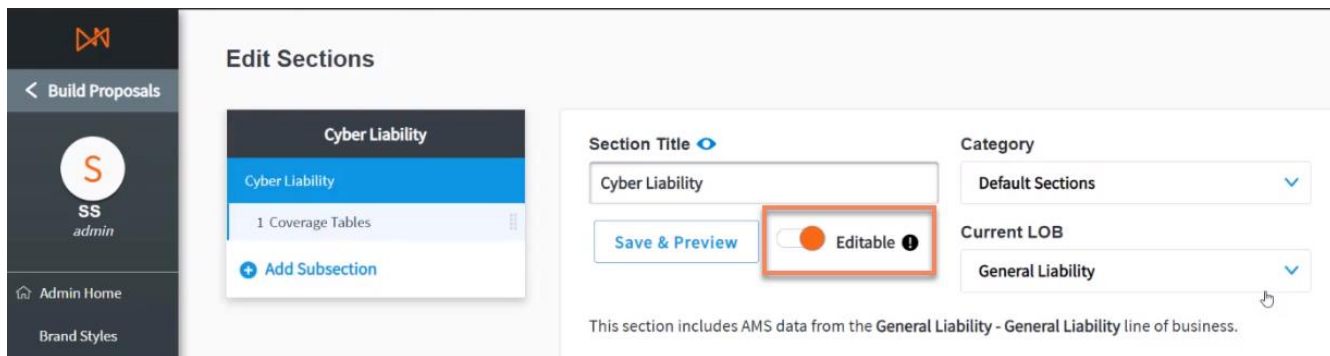 Build Proposals
S
SS
admin
Admin Home
Brand Styles
Edit Sections
Cyber Liability
Cyber Liability
1 Coverage Tables
Add Subsection
Section Title
Cyber Liability
Save & Preview
Editable
Category
Default Sections
Current LOB
General Liability
This section includes AMS data from the General Liability - General Liability line of business.